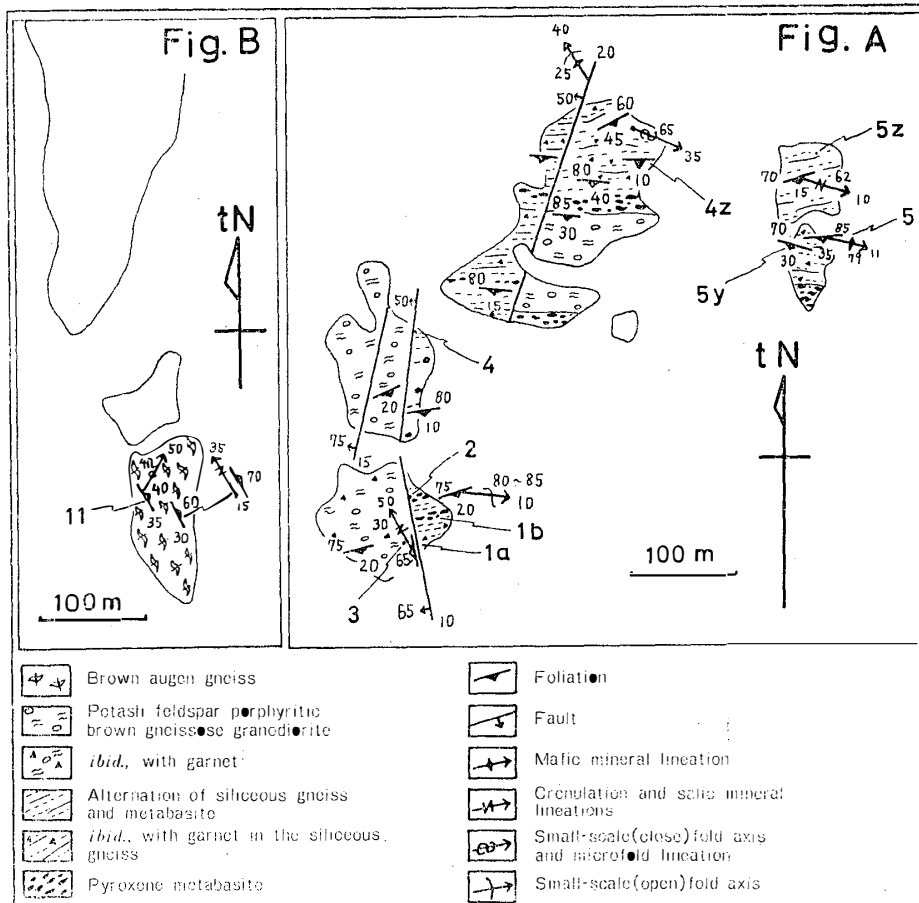 Fig. B
tN
50
40
40
11
35
60
30
35
70
15
100 m
Fig. A
40
20
25
50
60
45
65
35
80
10
4z
85
40
30
80
15
5z
70
62
15
10
5
70
85
30
35
79
11
5y
tN
50
4
20
80
10
75
15
2
75
80~85
10
20
50
1b
30
75
1a
20
65
3
65
10
100 m
Brown augen gneiss
Potash feldspar porphyritic
brown gneissose granodiorite
ibid., with garnet
Alternation of siliceous gneiss
and metabasite
ibid., with garnet in the siliceous
gneiss
Pyroxene metabasite
Foliation
Fault
Mafic mineral lineation
Crenulation and salic mineral
lineations
Small-scale(close)fold axis
and microfold lineation
Small-scale(open)fold axis